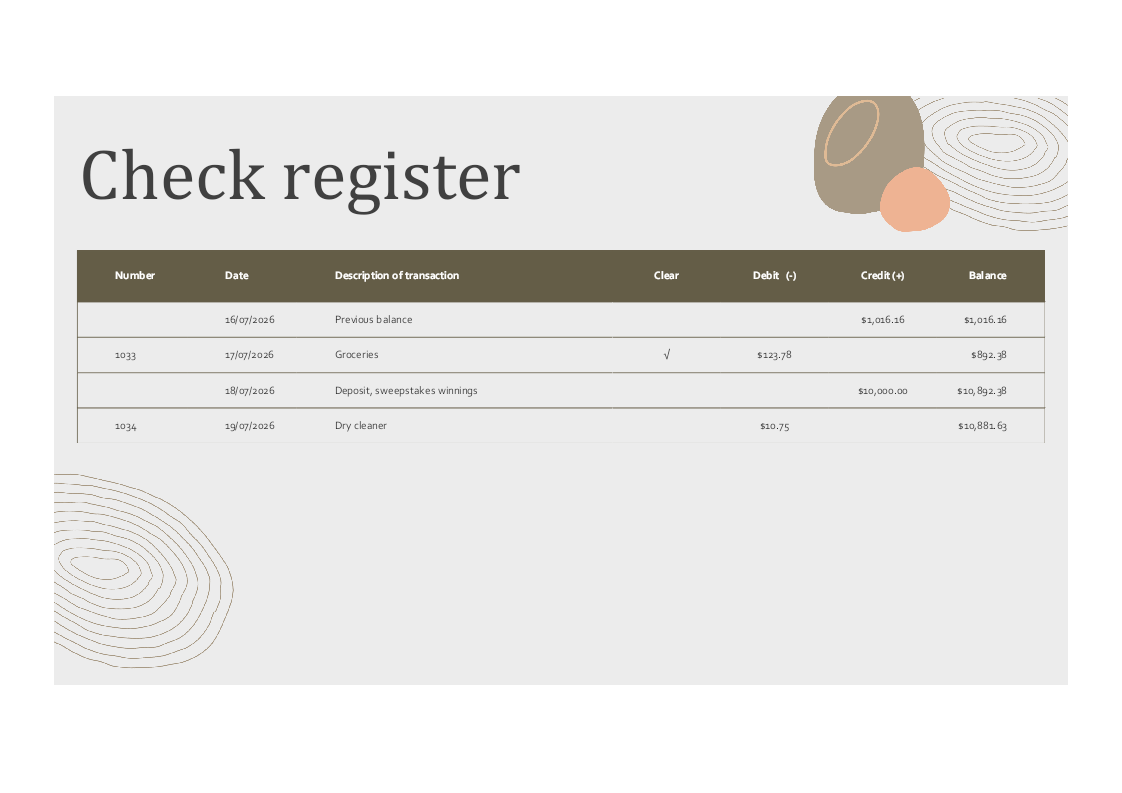 Check register
Number Date Description of transaction Clear Debit (-) Credit (+) Balance
16/07/2026 Previous balance $1,016.16 $1,016.16
1033 17/07/2026 Groceries √ $123.78 $892.38
18/07/2026 Deposit, sweepstakes winnings $10,000.00 $10,892.38
1034 19/07/2026 Dry cleaner $10.75 $10,881.63